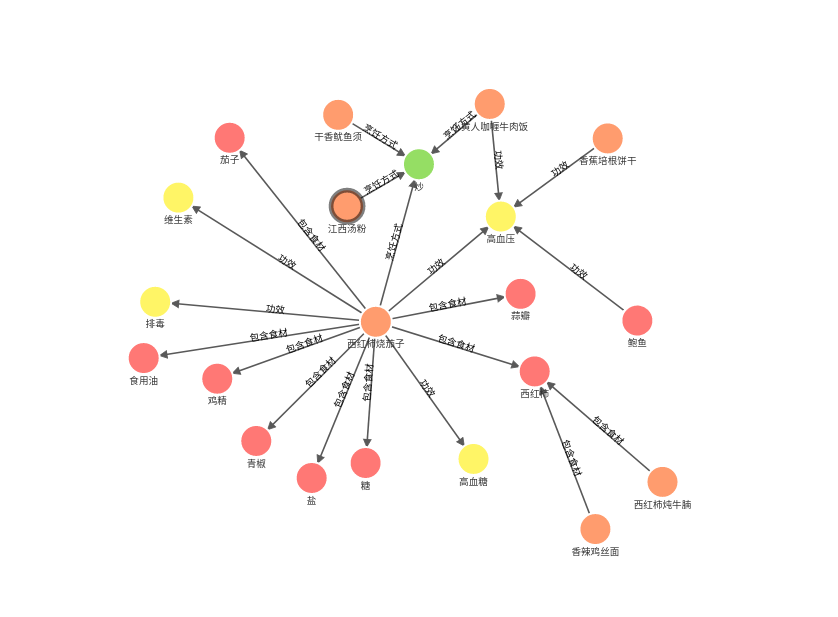 烹饪方式
烹饪方式
人咖喱牛肉饭
干香鱿鱼须
茄子
功效
功效
香蕉培根饼干
烹饪方式
炒
维生素
江西汤粉
包含食材
烹饪方式
高血压
功效
功效
功效
功效
包含食材
蒜瓣
排毒
包含食材
西红柿烧茄子
包含食材
包含食材
鲍鱼
食用油
包含食材
包含食材
包含食材
功效
西红柿
鸡精
包含食材
包含食材
青椒
盐
糖
高血糖
西红柿炖牛腩
香辣鸡丝面